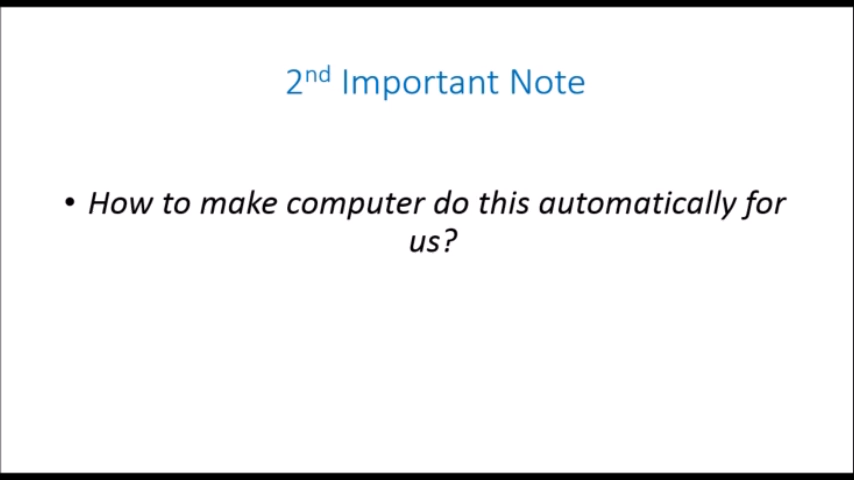 2nd Important Note
• How to make computer do this automatically for
us?